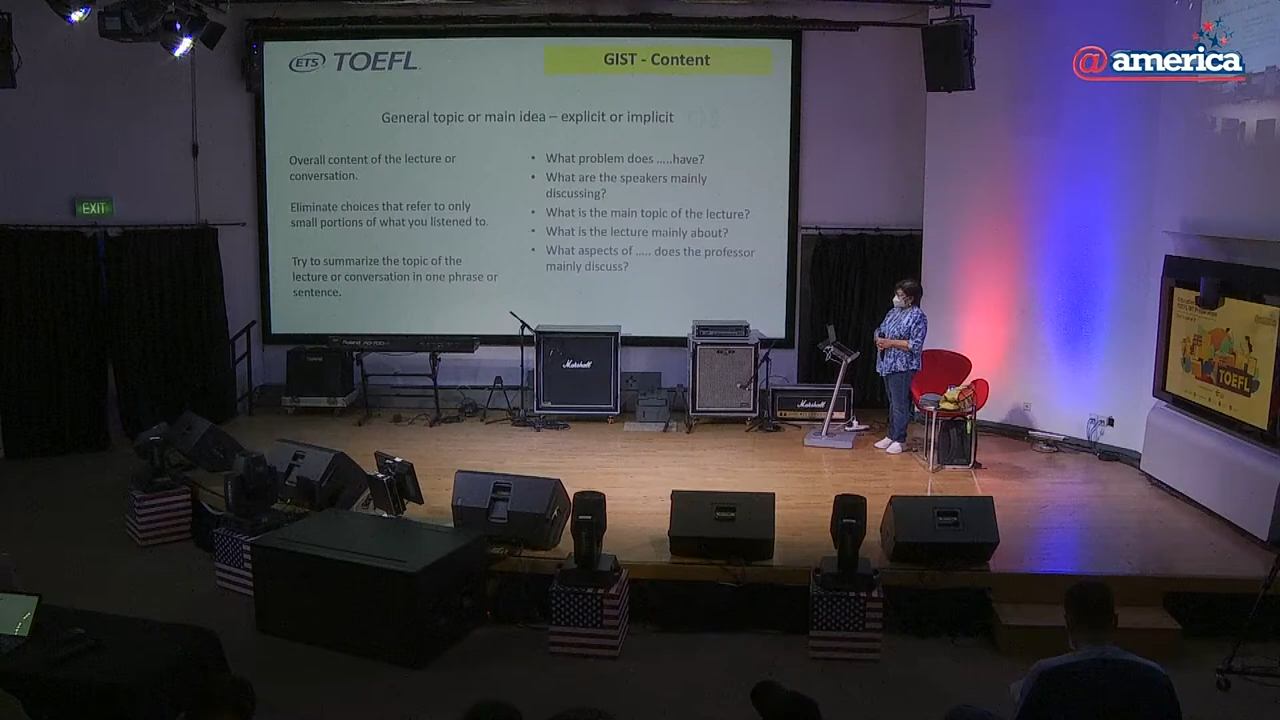 ETS TOEFL
GIST - Content
@america
General topic or main idea – explicit or implicit
Overall content of the lecture or
conversation.
Eliminate choices that refer to only
small portions of what you listened to.
Try to summarize the topic of the
lecture or conversation in one phrase or
sentence.
• What problem does .....have?
• What are the speakers mainly
discussing?
• What is the main topic of the lecture?
• What is the lecture mainly about?
• What aspects of ..... does the professor
mainly discuss?
EXIT
Roland
Marshall
Marshall
TOEFL